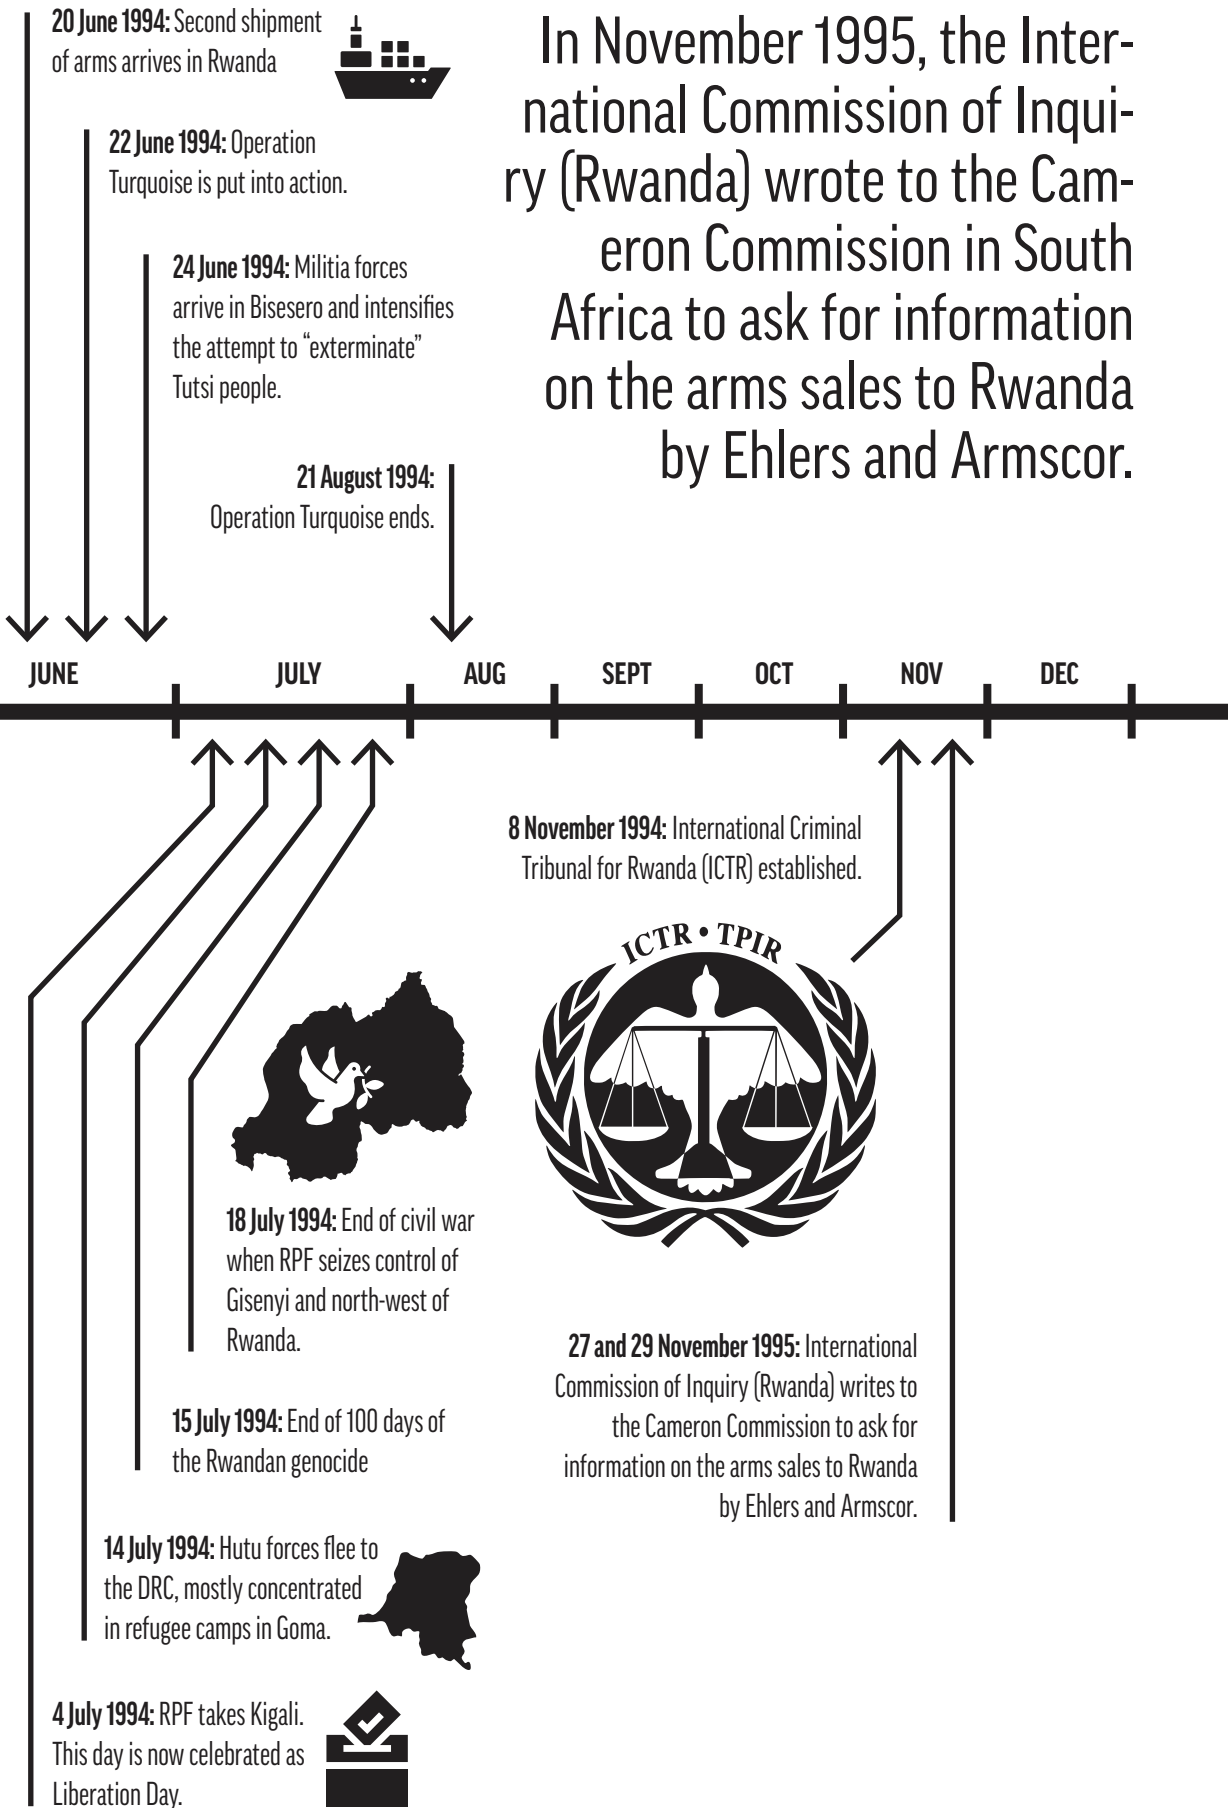 20 June 1994: Second shipment
of arms arrives in Rwanda
22 June 1994: Operation
Turquoise is put into action.
24 June 1994: Militia forces
arrive in Bisesero and intensifies
the attempt to “exterminate”
Tutsi people.
21 August 1994:
Operation Turquoise ends.
In November 1995, the Inter-
national Commission of Inqui-
ry (Rwanda) wrote to the Cam-
eron Commission in South
Africa to ask for information
on the arms sales to Rwanda
by Ehlers and Armscor.
JUNE JULY AUG SEPT OCT NOV DEC
8 November 1994: International Criminal
Tribunal for Rwanda (ICTR) established.
ICTR • TPIR
18 July 1994: End of civil war
when RPF seizes control of
Gisenyi and north-west of
Rwanda.
27 and 29 November 1995: International
Commission of Inquiry (Rwanda) writes to
the Cameron Commission to ask for
information on the arms sales to Rwanda
by Ehlers and Armscor.
15 July 1994: End of 100 days of
the Rwandan genocide
14 July 1994: Hutu forces flee to
the DRC, mostly concentrated
in refugee camps in Goma.
4 July 1994: RPF takes Kigali.
This day is now celebrated as
Liberation Day.